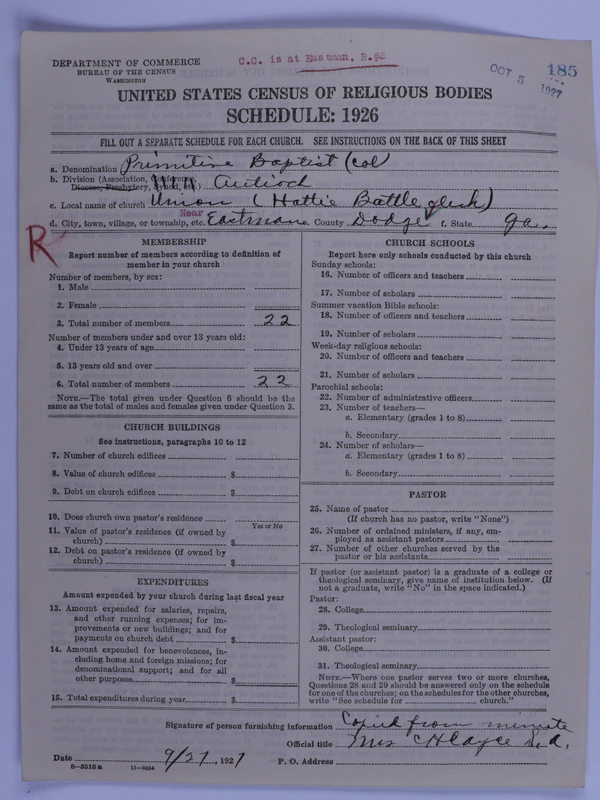 C.C. is at Eastman, R.#2
DEPARTMENT OF COMMERCE
BUREAU OF THE CENSUS
WASHINGTON
OCT 5 1927
185
UNITED STATES CENSUS OF RELIGIOUS BODIES
SCHEDULE: 1926
FILL OUT A SEPARATE SCHEDULE FOR EACH CHURCH. SEE INSTRUCTIONS ON THE BACK OF THIS SHEET
a. Denomination Primitive Baptist (Col
b. Division (Association, Conference,
Diocese, Presbytery, Synod, etc.) Antioch
c. Local name of church Union (Hattie Battle
d. City, town, village, or township, etc. Near Eastman County Dodge f. State Ga.
R
MEMBERSHIP
Report number of members according to definition of
member in your church
Number of members, by sex:
1. Male
2. Female
3. Total number of members 22
Number of members under and over 13 years old:
4. Under 13 years of age
5. 13 years old and over
6. Total number of members 22
NOTE.—The total given under Question 6 should be the
same as the total of males and females given under Question 3.
CHURCH BUILDINGS
See instructions, paragraphs 10 to 12
7. Number of church edifices
8. Value of church edifices $
9. Debt on church edifices $
10. Does church own pastor's residence
Yes or No
11. Value of pastor's residence (if owned by
church) $
12. Debt on pastor's residence (if owned by
church) $
EXPENDITURES
Amount expended by your church during last fiscal year
13. Amount expended for salaries, repairs,
and other running expenses; for im-
provements or new buildings; and for
payments on church debt $
14. Amount expended for benevolences, in-
cluding home and foreign missions; for
denominational support; and for all
other purposes $
15. Total expenditures during year $
CHURCH SCHOOLS
Report here only schools conducted by this church
Sunday schools:
16. Number of officers and teachers
17. Number of scholars
Summer vacation Bible schools:
18. Number of officers and teachers
19. Number of scholars
Week-day religious schools:
20. Number of officers and teachers
21. Number of scholars
Parochial schools:
22. Number of administrative officers
23. Number of teachers—
a. Elementary (grades 1 to 8)
b. Secondary
24. Number of scholars—
a. Elementary (grades 1 to 8)
b. Secondary
PASTOR
25. Name of pastor
(If church has no pastor, write "None")
26. Number of ordained ministers, if any, em-
ployed as assistant pastors
27. Number of other churches served by the
pastor or his assistants
If pastor (or assistant pastor) is a graduate of a college or
theological seminary, give name of institution below. (If
not a graduate, write "No" in the space indicated.)
Pastor:
28. College
29. Theological seminary
Assistant pastor:
30. College
31. Theological seminary
NOTE.—Where one pastor serves two or more churches,
Questions 28 and 29 should be answered only on the schedule
for one of the churches; on the schedules for the other churches,
write "See schedule for church."
Signature of person furnishing information Copied from minute
Official title Mrs C H Cayce S. A.
Date 9/27, 1927 P. O. Address
6—5518a 11—9034